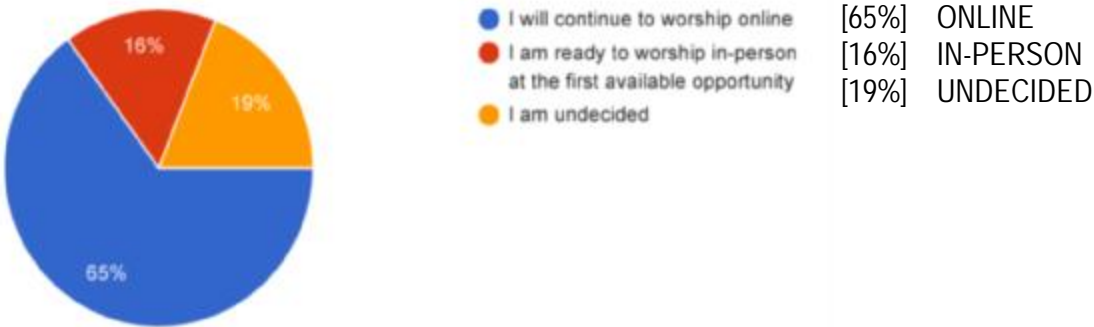 16%
19%
65%
I will continue to worship online
I am ready to worship in-person
at the first available opportunity
I am undecided
[65%] ONLINE
[16%] IN-PERSON
[19%] UNDECIDED